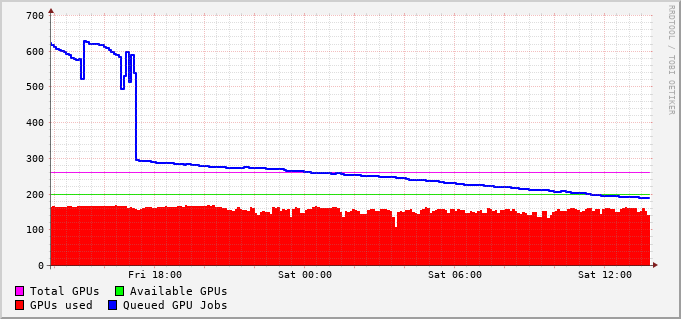 700
600
500
400
300
200
100
0
Fri 18:00 Sat 00:00 Sat 06:00 Sat 12:00
Total GPUs Available GPUs
GPUs used Queued GPU Jobs
RRDTOOL / TOBI OETIKER